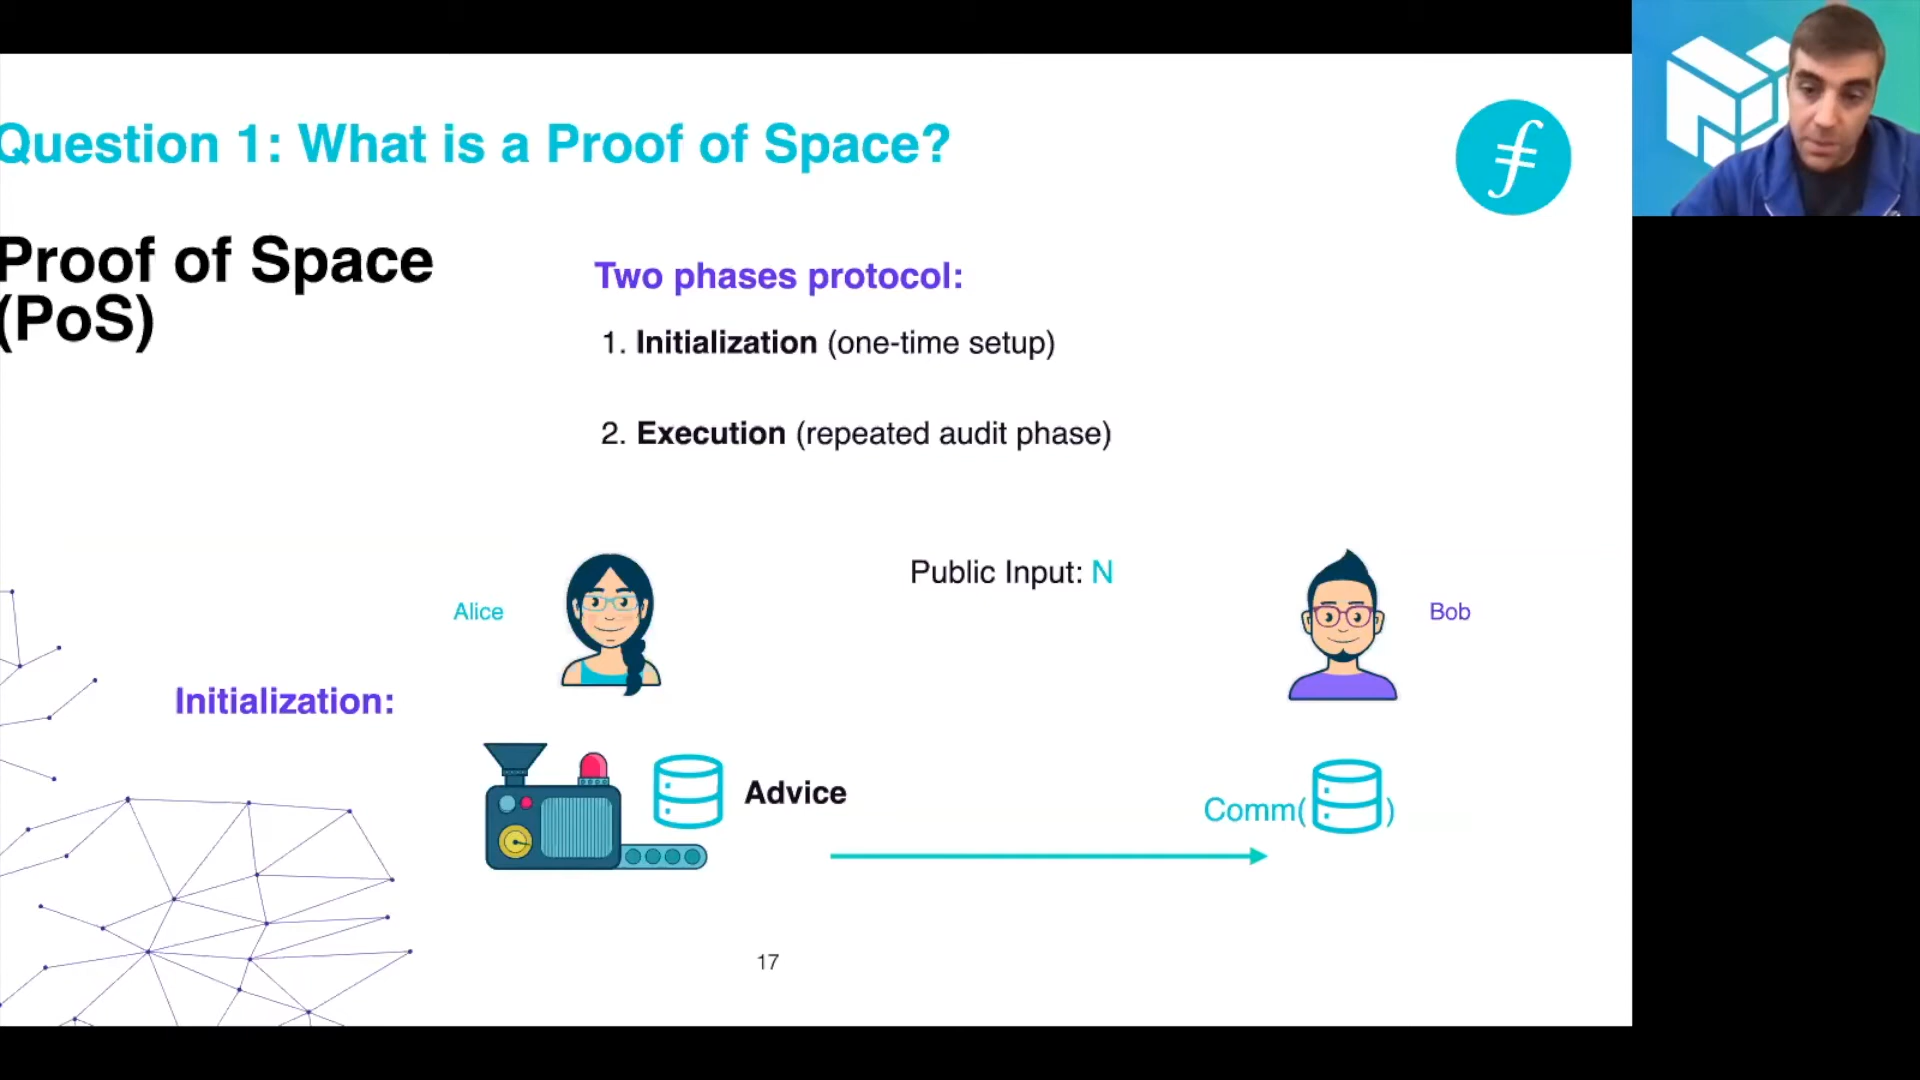 Question 1: What is a Proof of Space?
Proof of Space
(PoS)
Two phases protocol:
1. Initialization (one-time setup)
2. Execution (repeated audit phase)
Public Input: N
Alice
Bob
Initialization:
Advice
Comm( )
17